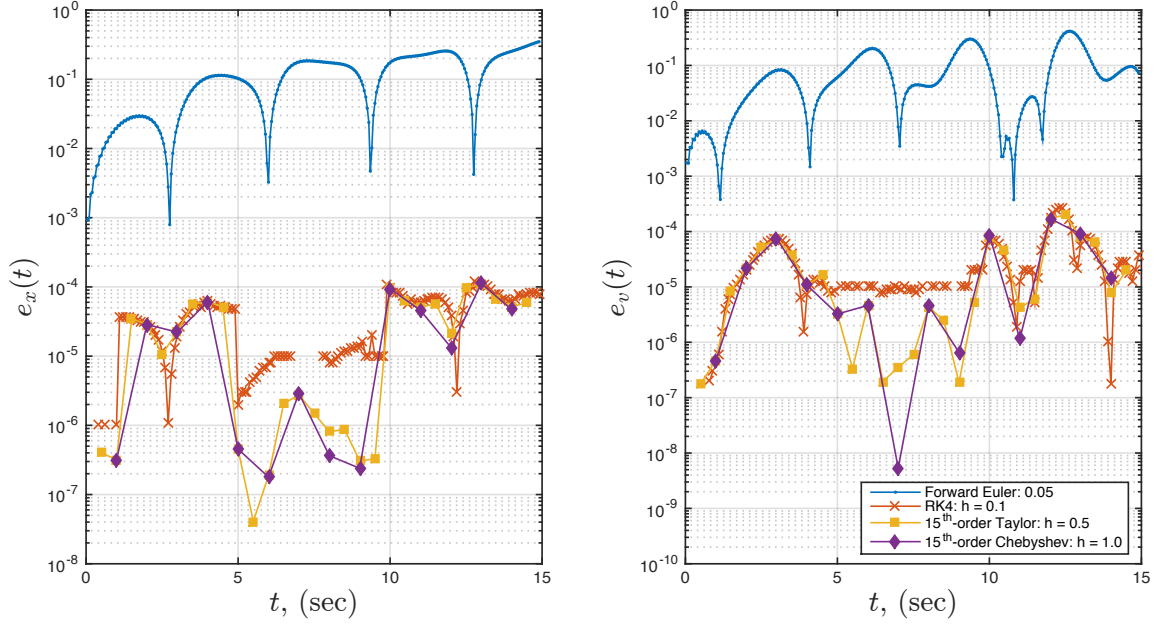 10^0
10^-1
10^-2
10^-3
10^-4
10^-5
10^-6
10^-7
10^-8
e_x(t)
0 5 10 15
t, (sec)
10^0
10^-1
10^-2
10^-3
10^-4
10^-5
10^-6
10^-7
10^-8
10^-9
10^-10
e_v(t)
0 5 10 15
t, (sec)
Forward Euler: 0.05
RK4: h = 0.1
15^th-order Taylor: h = 0.5
15^th-order Chebyshev: h = 1.0